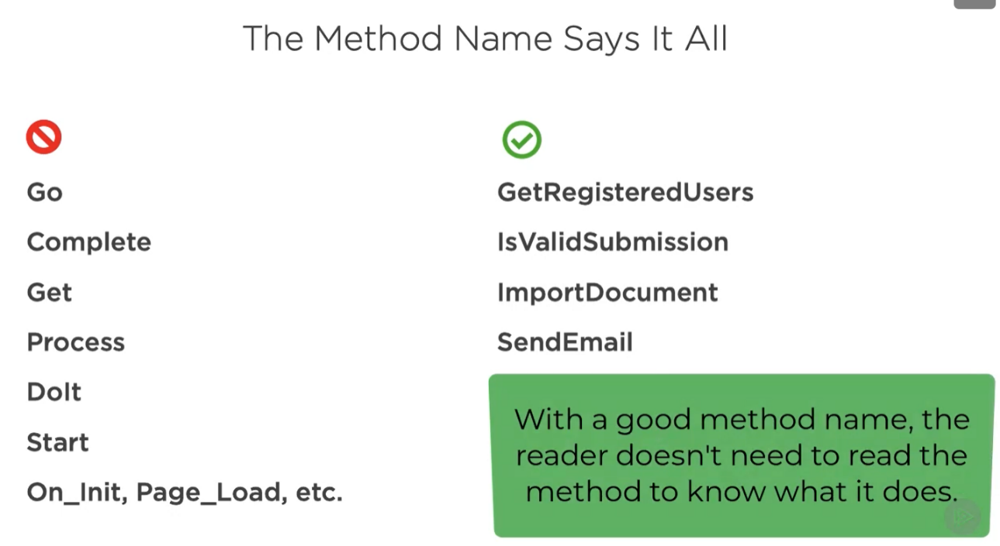 The Method Name Says It All
Go
Complete
Get
Process
DoIt
Start
On_Init, Page_Load, etc.
GetRegisteredUsers
IsValidSubmission
ImportDocument
SendEmail
With a good method name, the
reader doesn't need to read the
method to know what it does.